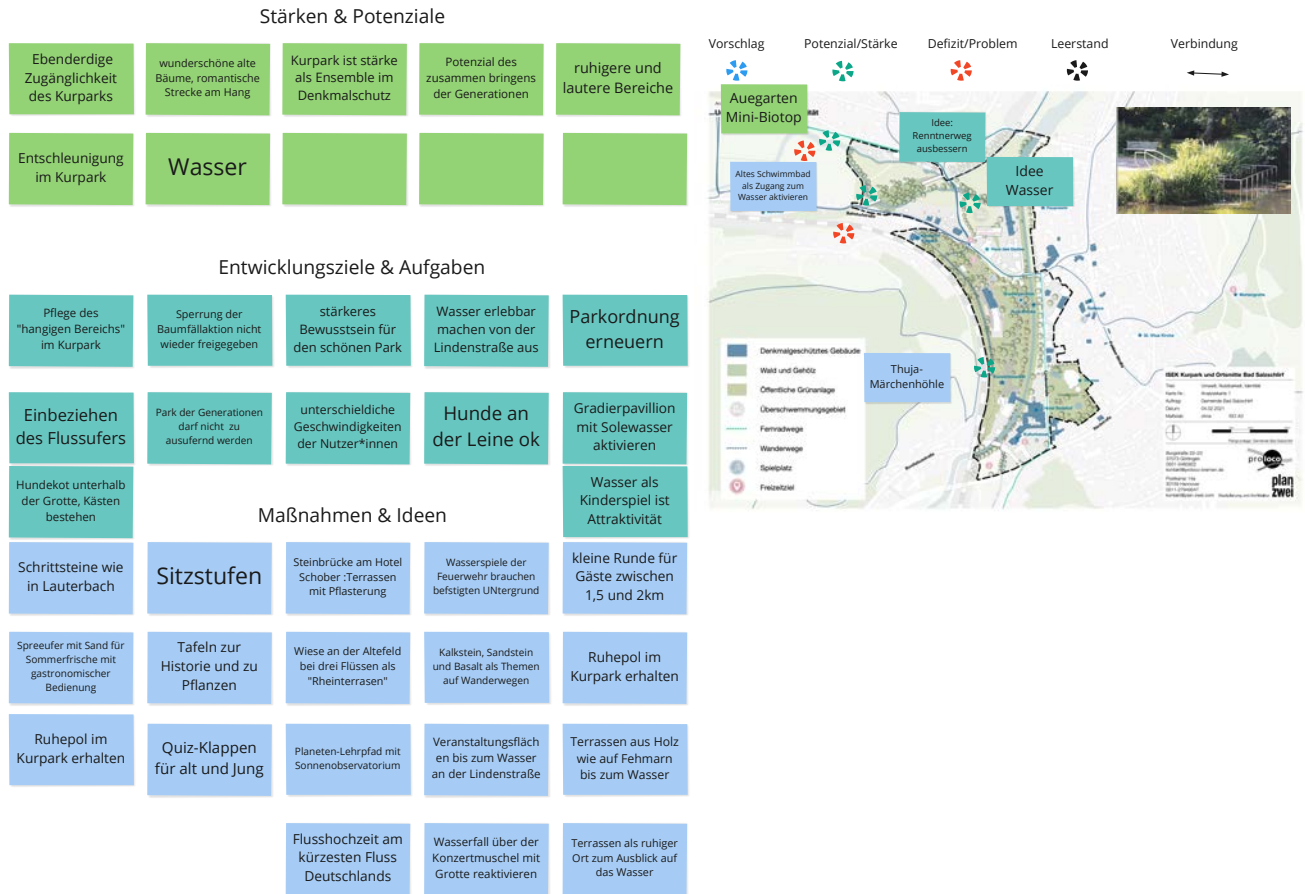 Stärken & Potenziale
Ebenderdige
Zugänglichkeit
des Kurparks
wunderschöne alte
Bäume, romantische
Strecke am Hang
Kurpark ist stärke
als Ensemble im
Denkmalschutz
Potenzial des
zusammen bringens
der Generationen
ruhigere und
lautere Bereiche
Entschleunigung
im Kurpark
Wasser
Entwicklungsziele & Aufgaben
Pflege des
"hangigen Bereichs"
im Kurpark
Sperrung der
Baumfällaktion nicht
wieder freigegeben
stärkeres
Bewusstsein für
den schönen Park
Wasser erlebbar
machen von der
Lindenstraße aus
Parkordnung
erneuern
Einbeziehen
des Flussufers
Park der Generationen
darf nicht zu
ausufernd werden
unterschieldiche
Geschwindigkeiten
der Nutzer*innen
Hunde an
der Leine ok
Gradierpavillion
mit Solewasser
aktivieren
Hundekot unterhalb
der Grotte, Kästen
bestehen
Wasser als
Kinderspiel ist
Attraktivität
Maßnahmen & Ideen
Schrittsteine wie
in Lauterbach
Sitzstufen
Steinbrücke am Hotel
Schober :Terrassen
mit Pflasterung
Wasserspiele der
Feuerwehr brauchen
befstigten UNtergrund
kleine Runde für
Gäste zwischen
1,5 und 2km
Spreeufer mit Sand für
Sommerfrische mit
gastronomischer
Bedienung
Tafeln zur
Historie und zu
Pflanzen
Wiese an der Altefeld
bei drei Flüssen als
"Rheinterrasen"
Kalkstein, Sandstein
und Basalt als Themen
auf Wanderwegen
Ruhepol im
Kurpark erhalten
Ruhepol im
Kurpark erhalten
Quiz-Klappen
für alt und Jung
Planeten-Lehrpfad mit
Sonnenobservatorium
Veranstaltungsfläch
en bis zum Wasser
an der Lindenstraße
Terrassen aus Holz
wie auf Fehmarn
bis zum Wasser
Flusshochzeit am
kürzesten Fluss
Deutschlands
Wasserfall über der
Konzertmuschel mit
Grotte reaktivieren
Terrassen als ruhiger
Ort zum Ausblick auf
das Wasser
Vorschlag
Potenzial/Stärke
Defizit/Problem
Leerstand
Verbindung
Auegarten
Mini-Biotop
Idee:
Renntnerweg
ausbessern
Altes Schwimmbad
als Zugang zum
Wasser aktivieren
Idee
Wasser
Thuja-
Märchenhöhle
Denkmalgeschütztes Gebäude
Wald und Gehölz
Öffentliche Grünanlage
Überschwemmungsgebiet
Fernradwege
Wanderwege
Spielplatz
Freizeitziel
ISEK Kurpark und Ortsmitte Bad Salzschlirf
proloco
plan
zwei